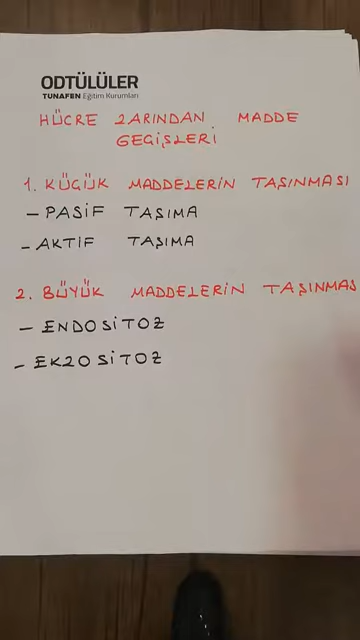 ODTÜLÜLER
TUNAFEN Eğitim Kurumları
HÜCRE ZARINDAN MADDE
GEÇİŞLERİ
1. KÜÇÜK MADDELERİN TAŞINMASI
- PASİF TAŞIMA
- AKTİF TAŞIMA
2. BÜYÜK MADDELERİN TAŞINMAS
- ENDOSİTOZ
- EKZOSİTOZ